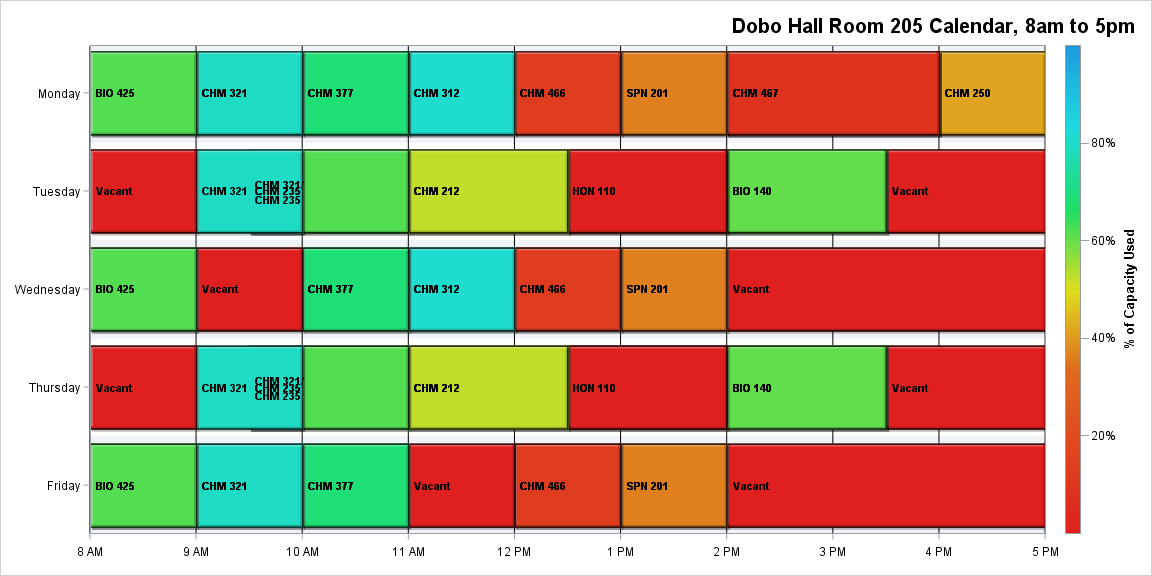 Dobo Hall Room 205 Calendar, 8am to 5pm
Monday
BIO 425
CHM 321
CHM 377
CHM 312
CHM 466
SPN 201
CHM 467
CHM 250
Tuesday
Vacant
CHM 321
CHM 321/
CHM 235
CHM 235
CHM 212
HON 110
BIO 140
Vacant
Wednesday
BIO 425
Vacant
CHM 377
CHM 312
CHM 466
SPN 201
Vacant
Thursday
Vacant
CHM 321
CHM 321/
CHM 235
CHM 235
CHM 212
HON 110
BIO 140
Vacant
Friday
BIO 425
CHM 321
CHM 377
Vacant
CHM 466
SPN 201
Vacant
8 AM
9 AM
10 AM
11 AM
12 PM
1 PM
2 PM
3 PM
4 PM
5 PM
80%
60%
40%
20%
% of Capacity Used